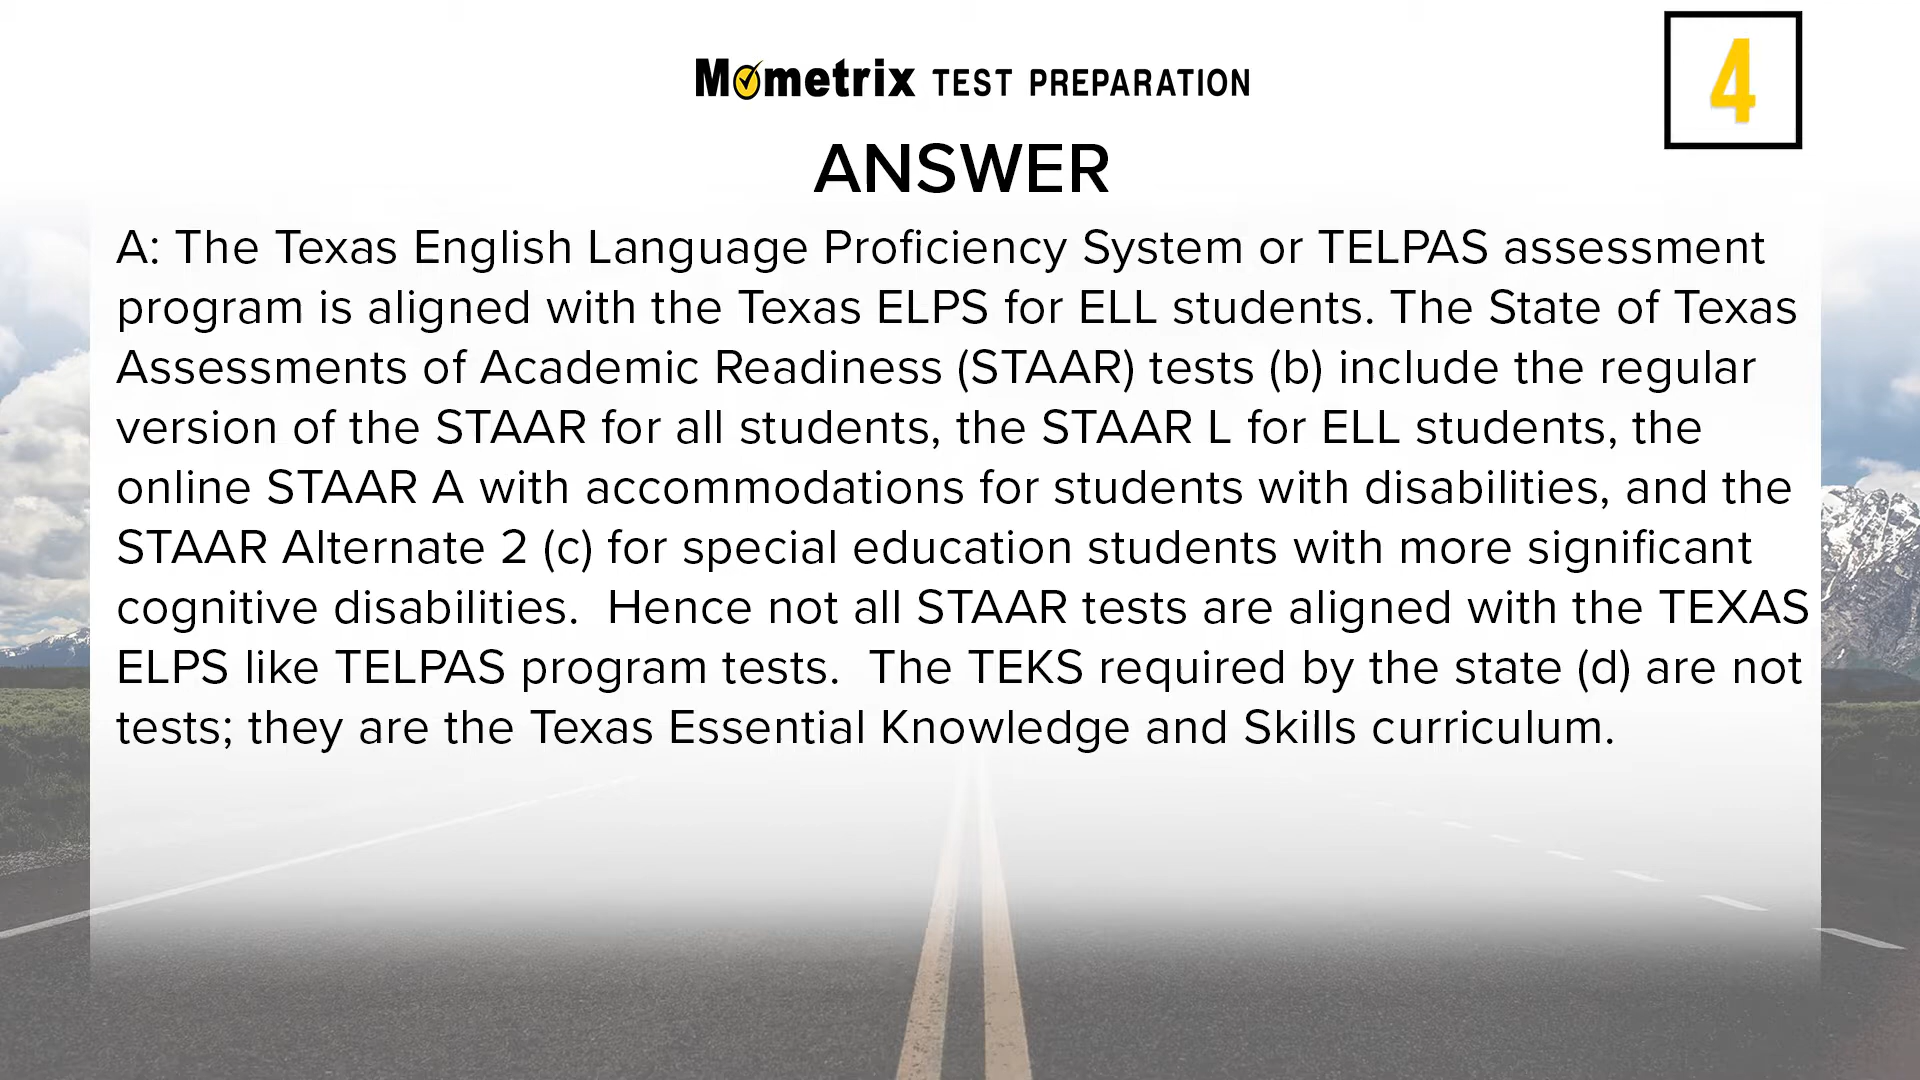 Mometrix TEST PREPARATION
4
ANSWER
A: The Texas English Language Proficiency System or TELPAS assessment
program is aligned with the Texas ELPS for ELL students. The State of Texas
Assessments of Academic Readiness (STAAR) tests (b) include the regular
version of the STAAR for all students, the STAAR L for ELL students, the
online STAAR A with accommodations for students with disabilities, and the
STAAR Alternate 2 (c) for special education students with more significant
cognitive disabilities.  Hence not all STAAR tests are aligned with the TEXAS
ELPS like TELPAS program tests.  The TEKS required by the state (d) are not
tests; they are the Texas Essential Knowledge and Skills curriculum.